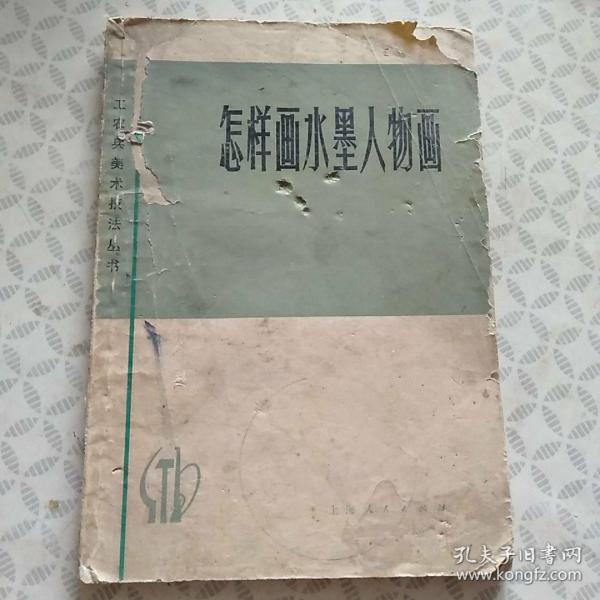 怎样画水墨人物画
工农兵美术技法丛书
上海人民出版社
孔夫子旧书网
www.kongfz.com